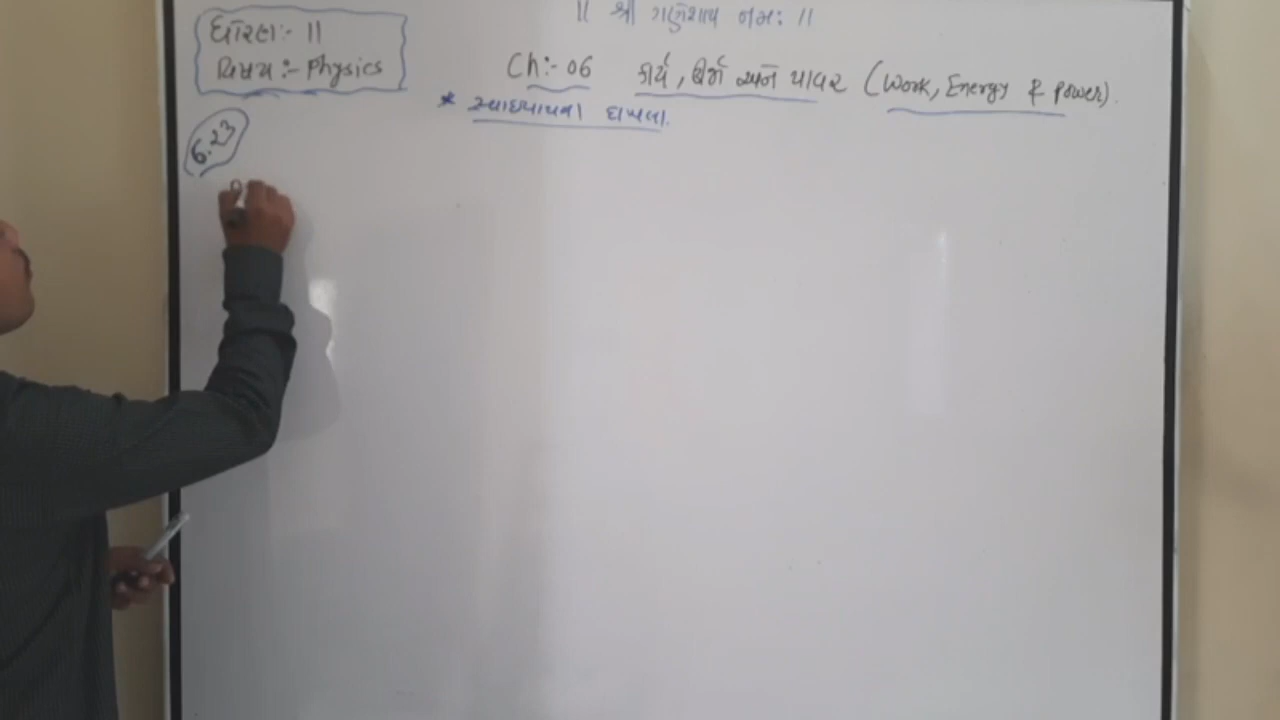 ॥ શ્રી ગણેશાય નમઃ ॥
ધોરણ:- 11
વિષય :- Physics
Ch:- 06 કાર્ય, ઊર્જા અને પાવર (Work, Energy & Power).
* સ્વાધ્યાયના દાખલા.
6.23